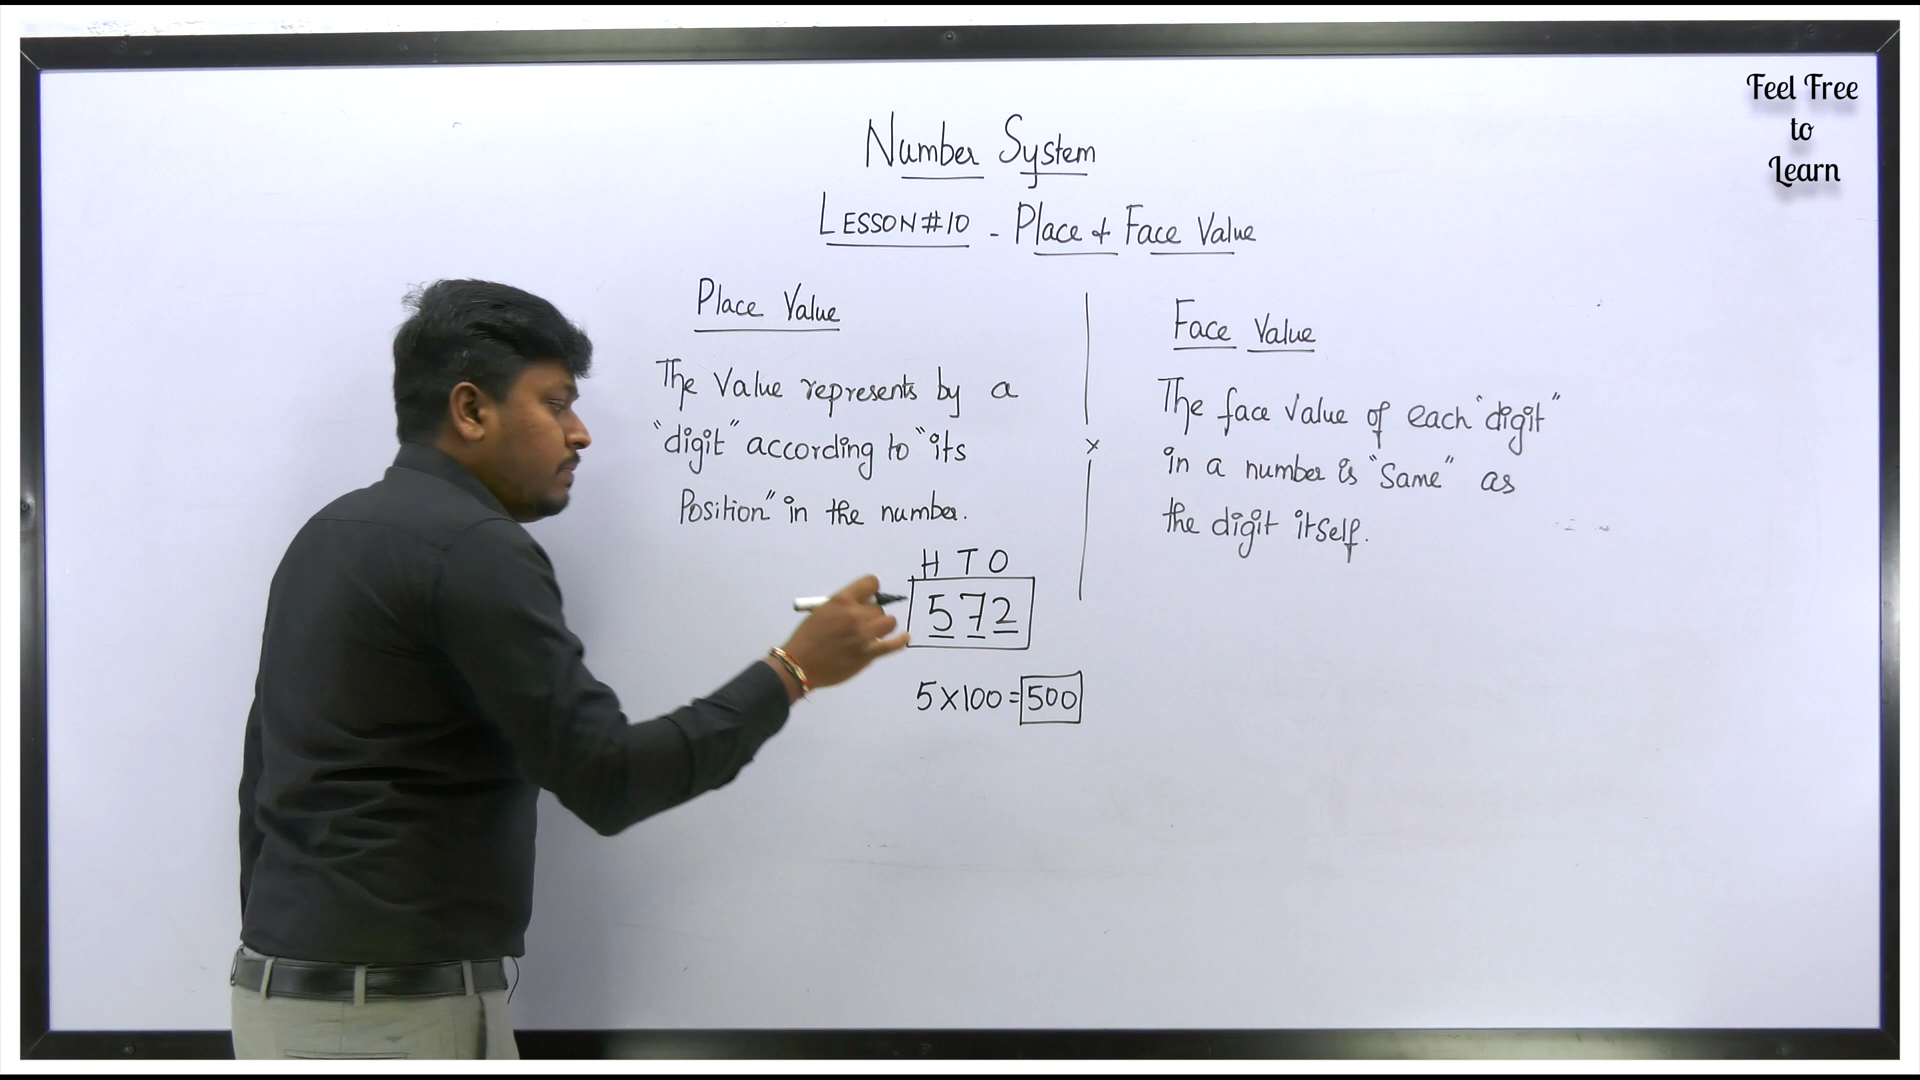 Feel Free
to
Learn
Number System
LESSON#10 - Place & Face Value
Place Value
The Value represents by a
"digit" according to "its
Position" in the number.
H T O
572
5×100=500
×
Face Value
The face value of each "digit"
in a number is "Same" as
the digit itself.